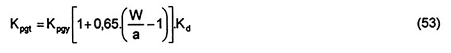 K_pgt = K_pgy [1 + 0,65.(W/a − 1)].K_d (53)